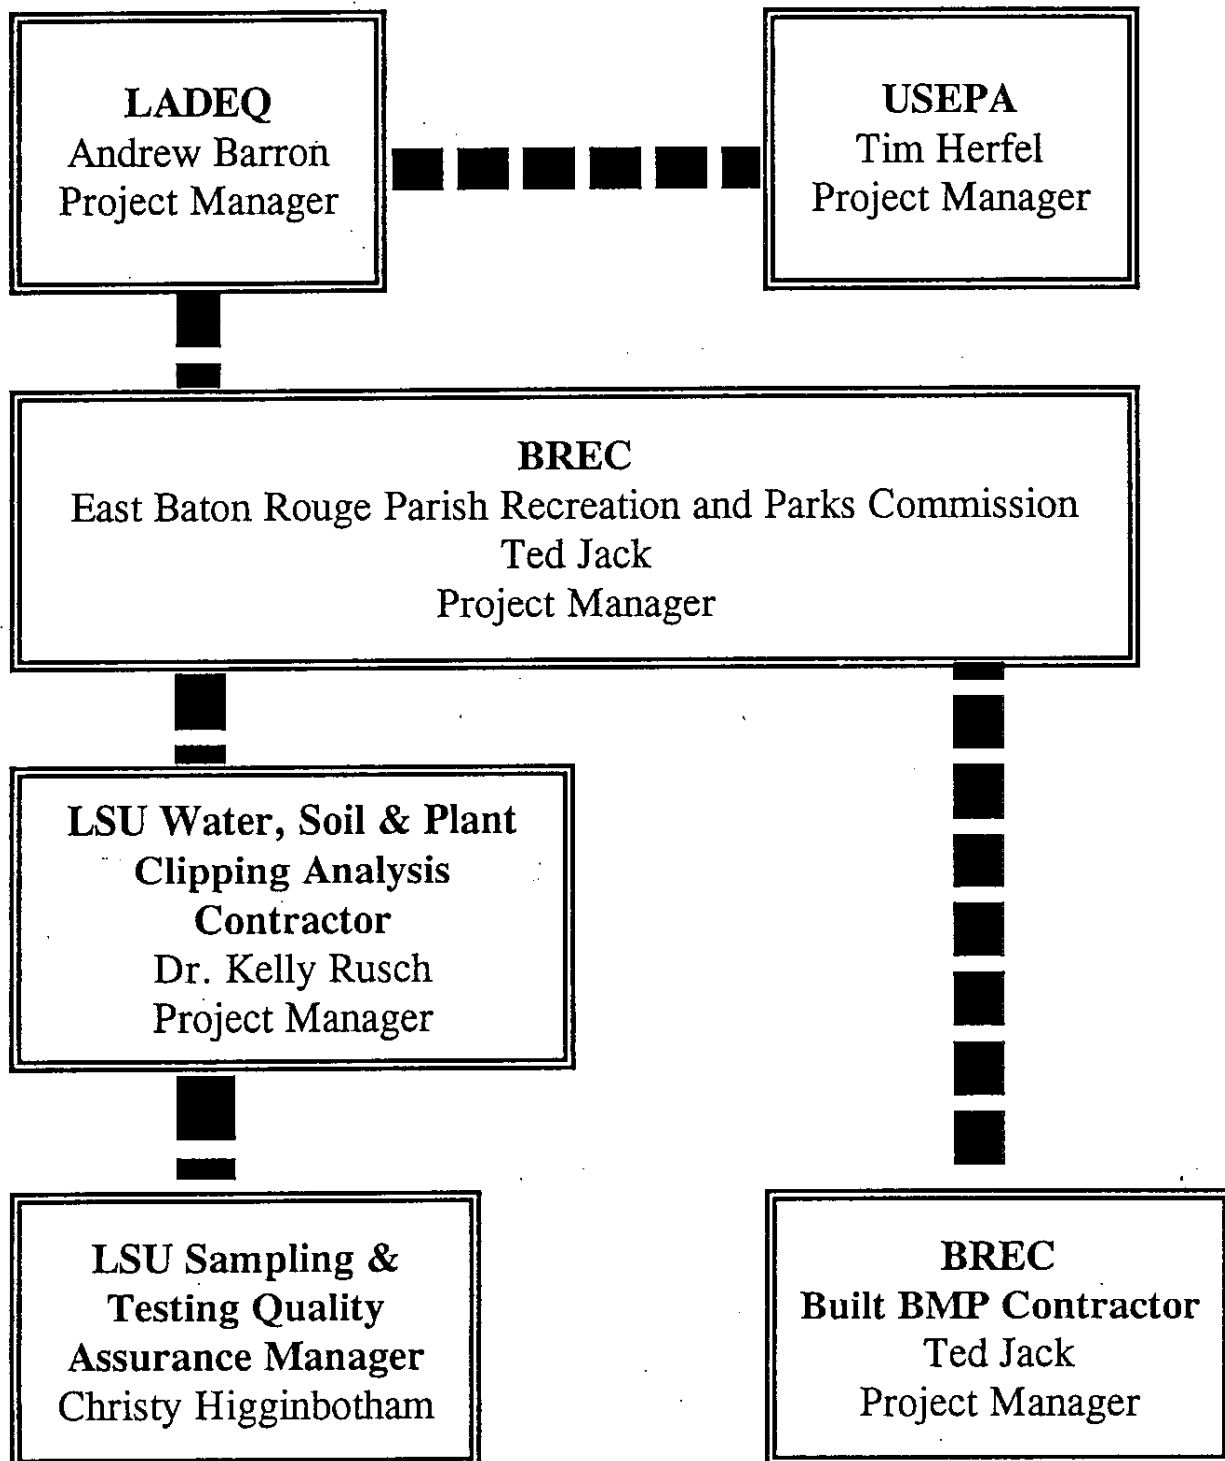 LADEQ
Andrew Barron
Project Manager
USEPA
Tim Herfel
Project Manager
BREC
East Baton Rouge Parish Recreation and Parks Commission
Ted Jack
Project Manager
LSU Water, Soil & Plant
Clipping Analysis
Contractor
Dr. Kelly Rusch
Project Manager
LSU Sampling &
Testing Quality
Assurance Manager
Christy Higginbotham
BREC
Built BMP Contractor
Ted Jack
Project Manager